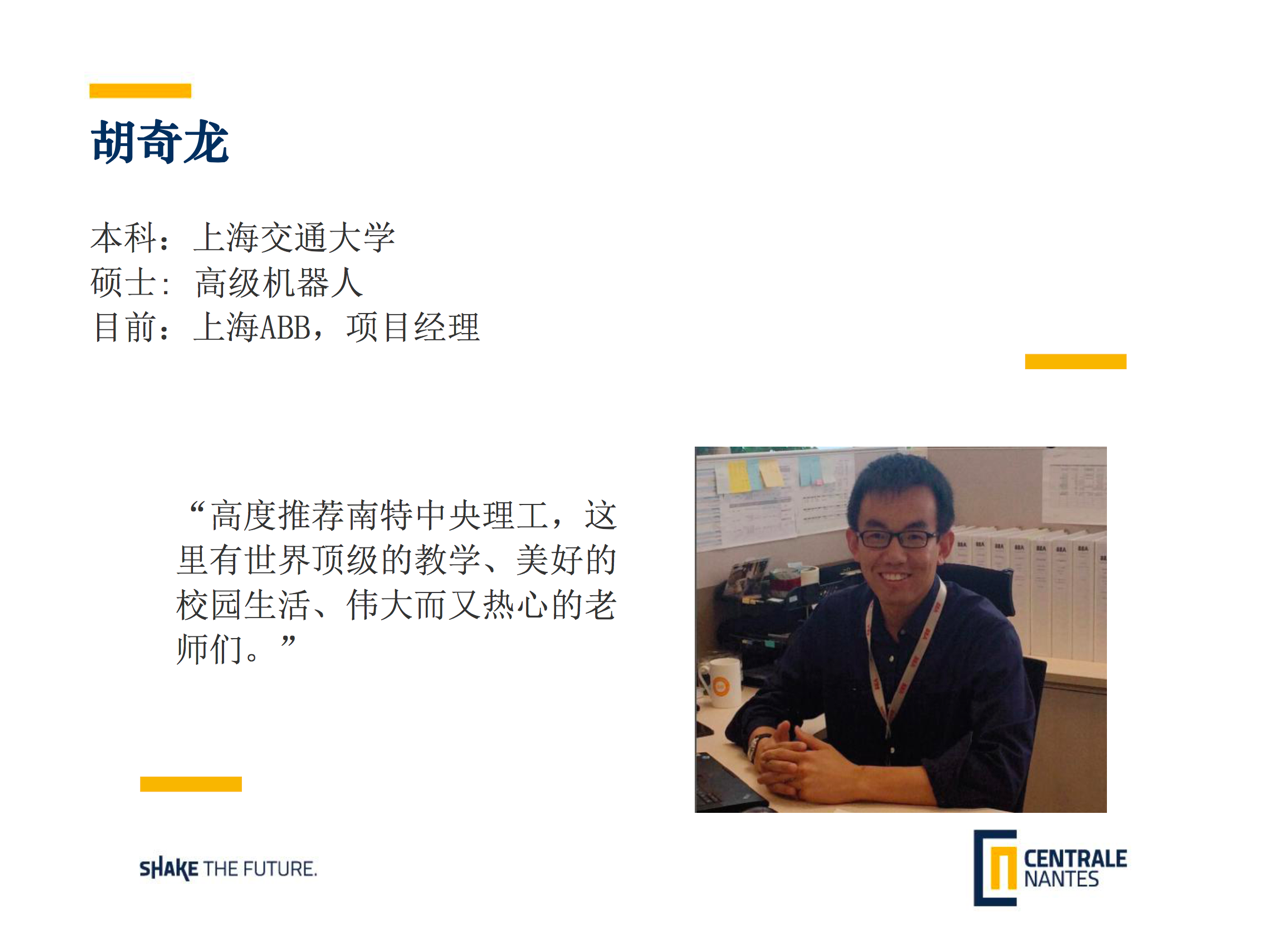 胡奇龙
本科：上海交通大学
硕士: 高级机器人
目前：上海ABB，项目经理
“高度推荐南特中央理工，这
里有世界顶级的教学、美好的
校园生活、伟大而又热心的老
师们。”
SHAKE THE FUTURE.
CENTRALE
NANTES